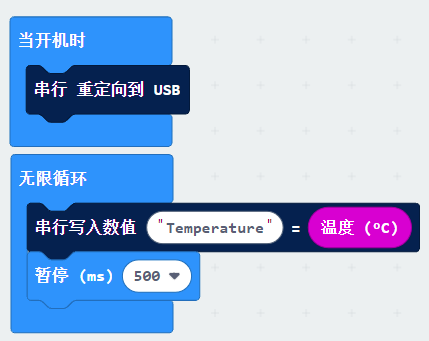 当开机时
串行 重定向到 USB
无限循环
串行写入数值 "Temperature" = 温度 (ºC)
暂停 (ms) 500